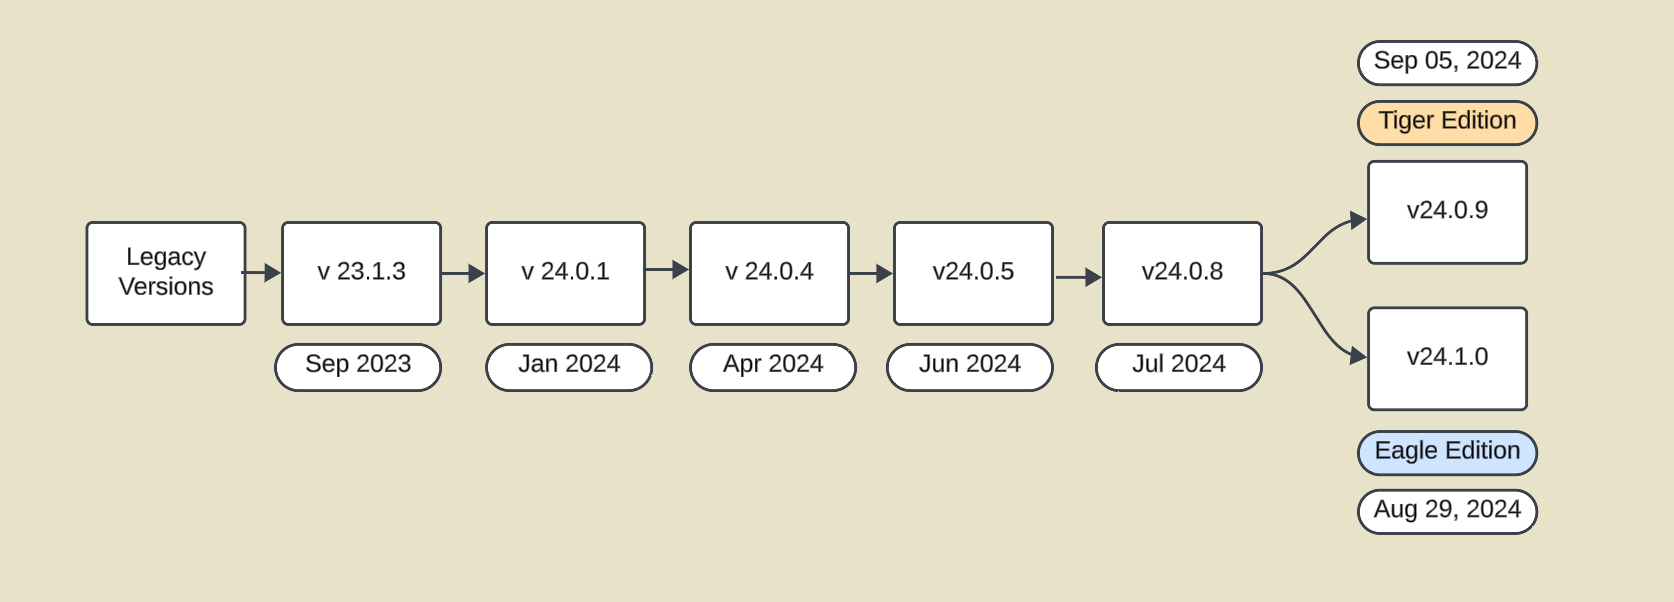 Sep 05, 2024
Tiger Edition
v24.0.9
Legacy
Versions
v 23.1.3
v 24.0.1
v 24.0.4
v24.0.5
v24.0.8
Sep 2023
Jan 2024
Apr 2024
Jun 2024
Jul 2024
v24.1.0
Eagle Edition
Aug 29, 2024